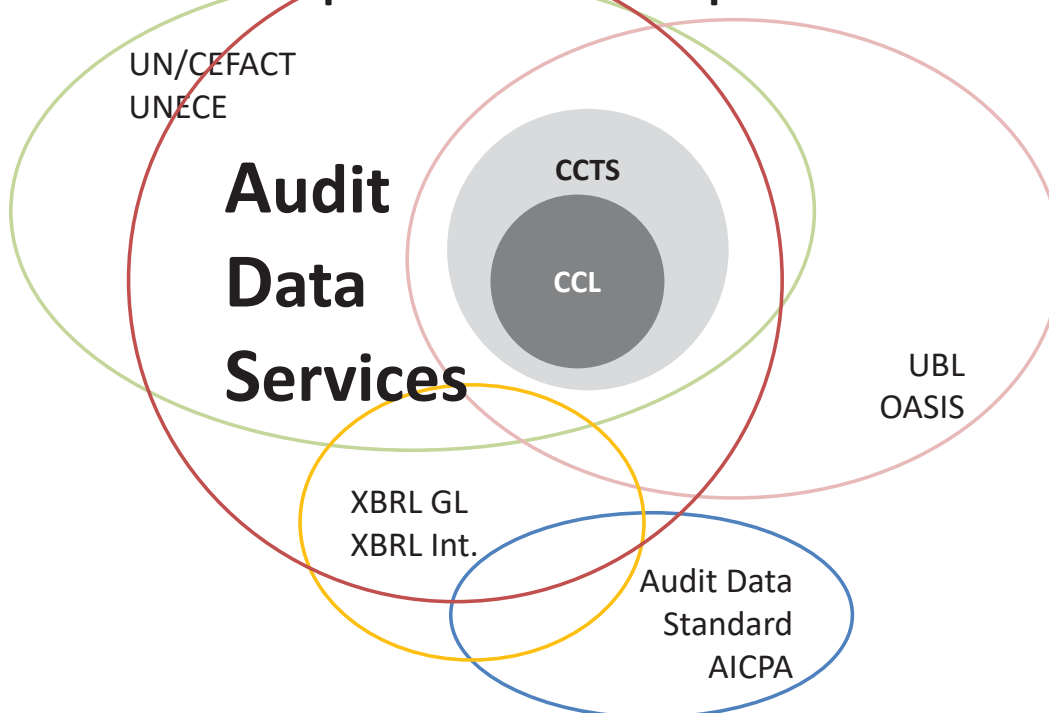 UN/CEFACT
UNECE
Audit
Data
Services
CCTS
CCL
UBL
OASIS
XBRL GL
XBRL Int.
Audit Data
Standard
AICPA